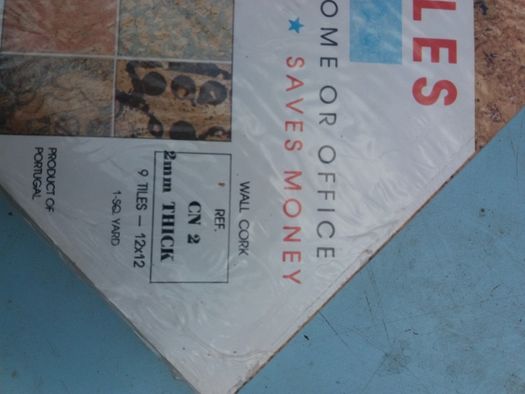 LES
OME OR OFFICE
★ SAVES MONEY
WALL CORK
REF.
CN 2
2mm THICK
9 TILES — 12x12
1-SQ. YARD
PRODUCT OF
PORTUGAL